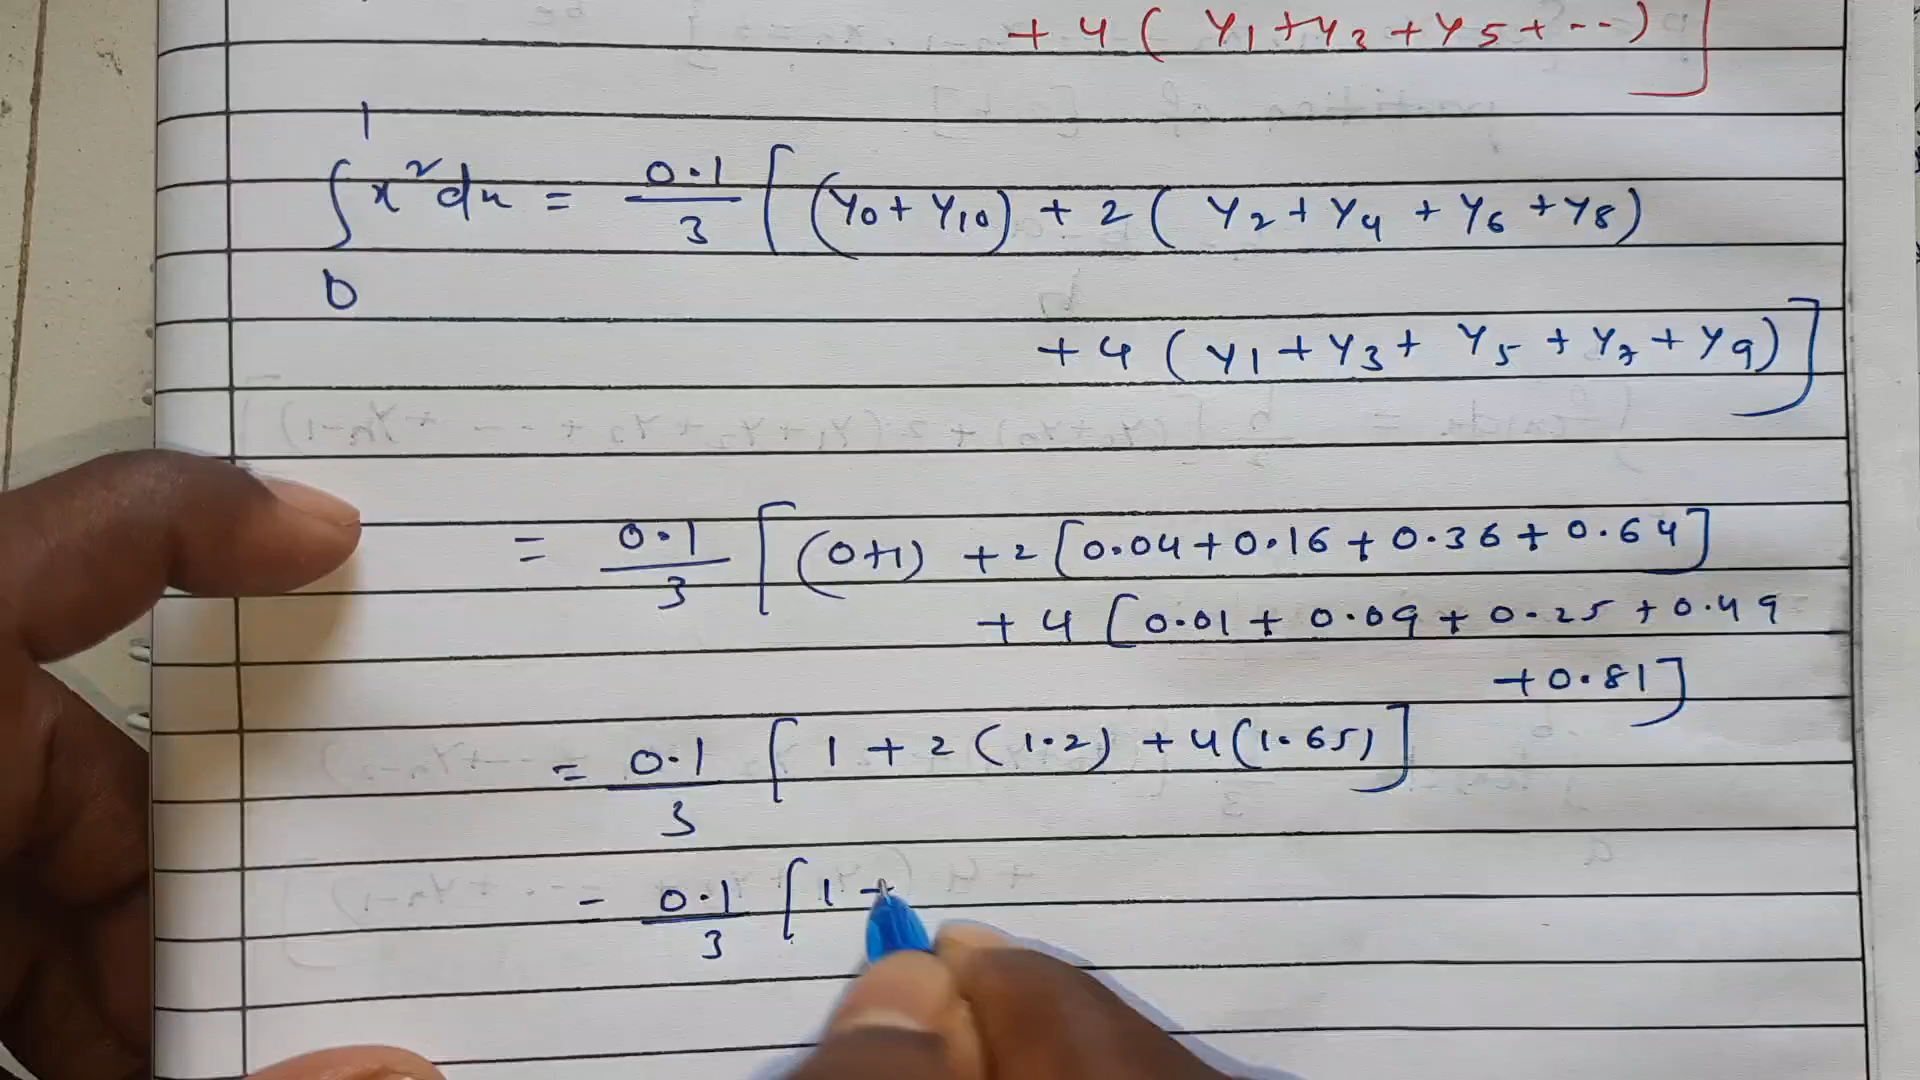 + 4 ( y1 + y3 + y5 + --- ) ]
∫₀¹ x² dx = 0.1/3 [ (y0 + y10) + 2 ( y2 + y4 + y6 + y8)
+ 4 ( y1 + y3 + y5 + y7 + y9) ]
= 0.1/3 [ (0+1) + 2 [0.04 + 0.16 + 0.36 + 0.64]
+ 4 [0.01 + 0.09 + 0.25 + 0.49
+ 0.81]
= 0.1/3 [ 1 + 2 (1.2) + 4 (1.65) ]
= 0.1/3 [ 1 +